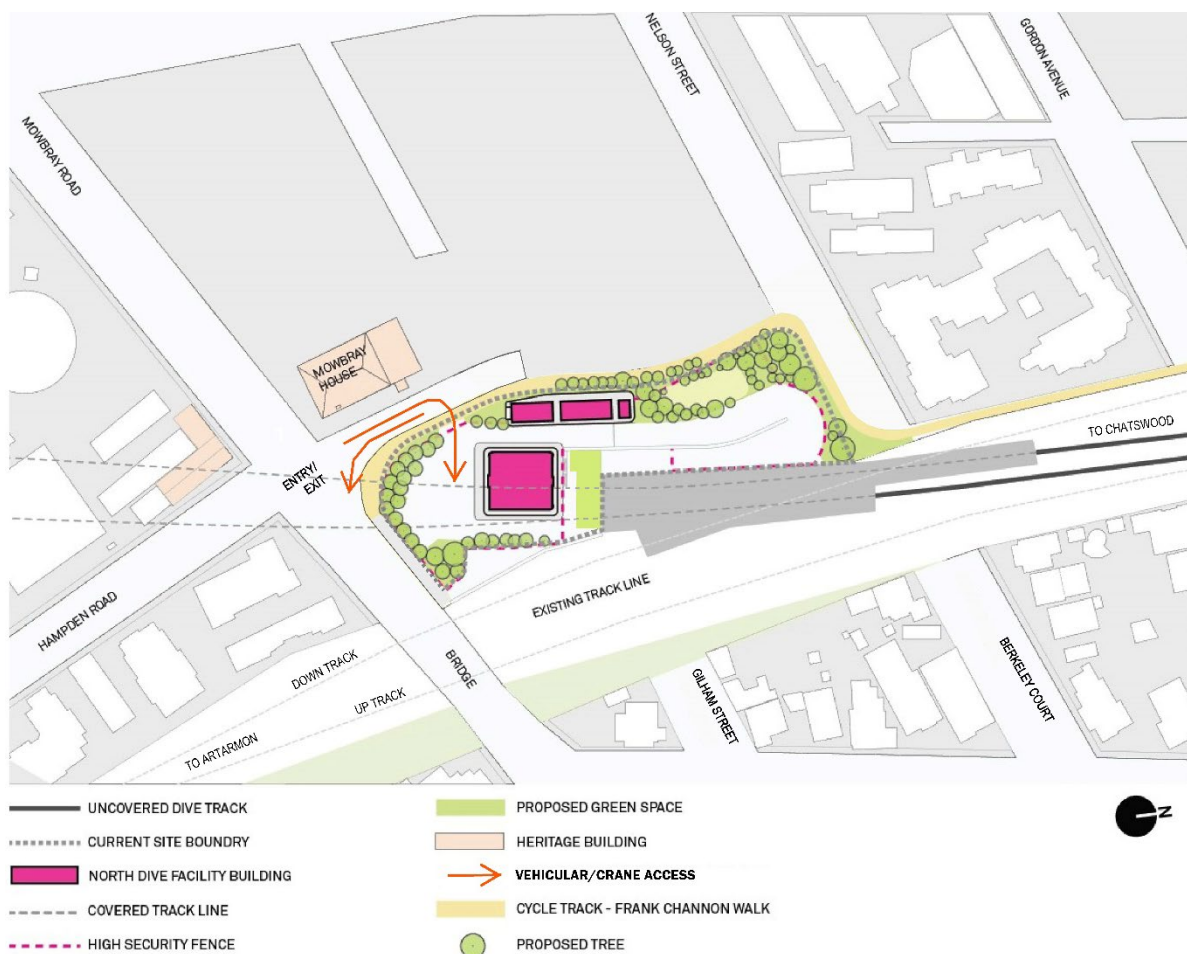 NELSON STREET
GORDON AVENUE
MOWBRAY ROAD
MOWBRAY
HOUSE
TO CHATSWOOD
ENTRY/
EXIT
EXISTING TRACK LINE
HAMPDEN ROAD
DOWN TRACK
BRIDGE
UP TRACK
GILHAM STREET
BERKELEY COURT
TO ARTARMON
UNCOVERED DIVE TRACK
CURRENT SITE BOUNDRY
NORTH DIVE FACILITY BUILDING
COVERED TRACK LINE
HIGH SECURITY FENCE
PROPOSED GREEN SPACE
HERITAGE BUILDING
VEHICULAR/CRANE ACCESS
CYCLE TRACK - FRANK CHANNON WALK
PROPOSED TREE
N